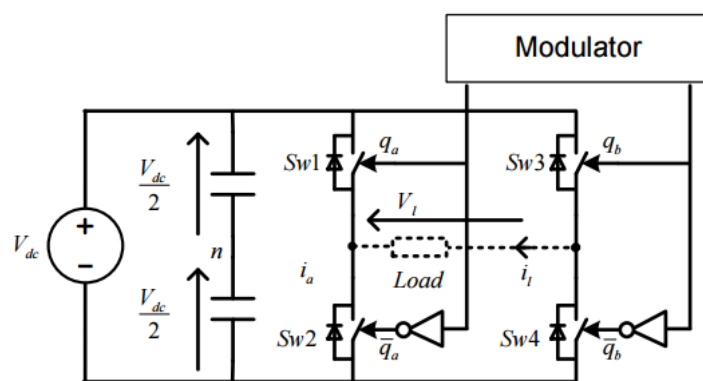 Modulator
V_dc
+
−
V_dc/2
n
V_dc/2
Sw1
q_a
Sw3
q_b
V_l
i_a
Load
i_l
Sw2
q̅_a
Sw4
q̅_b